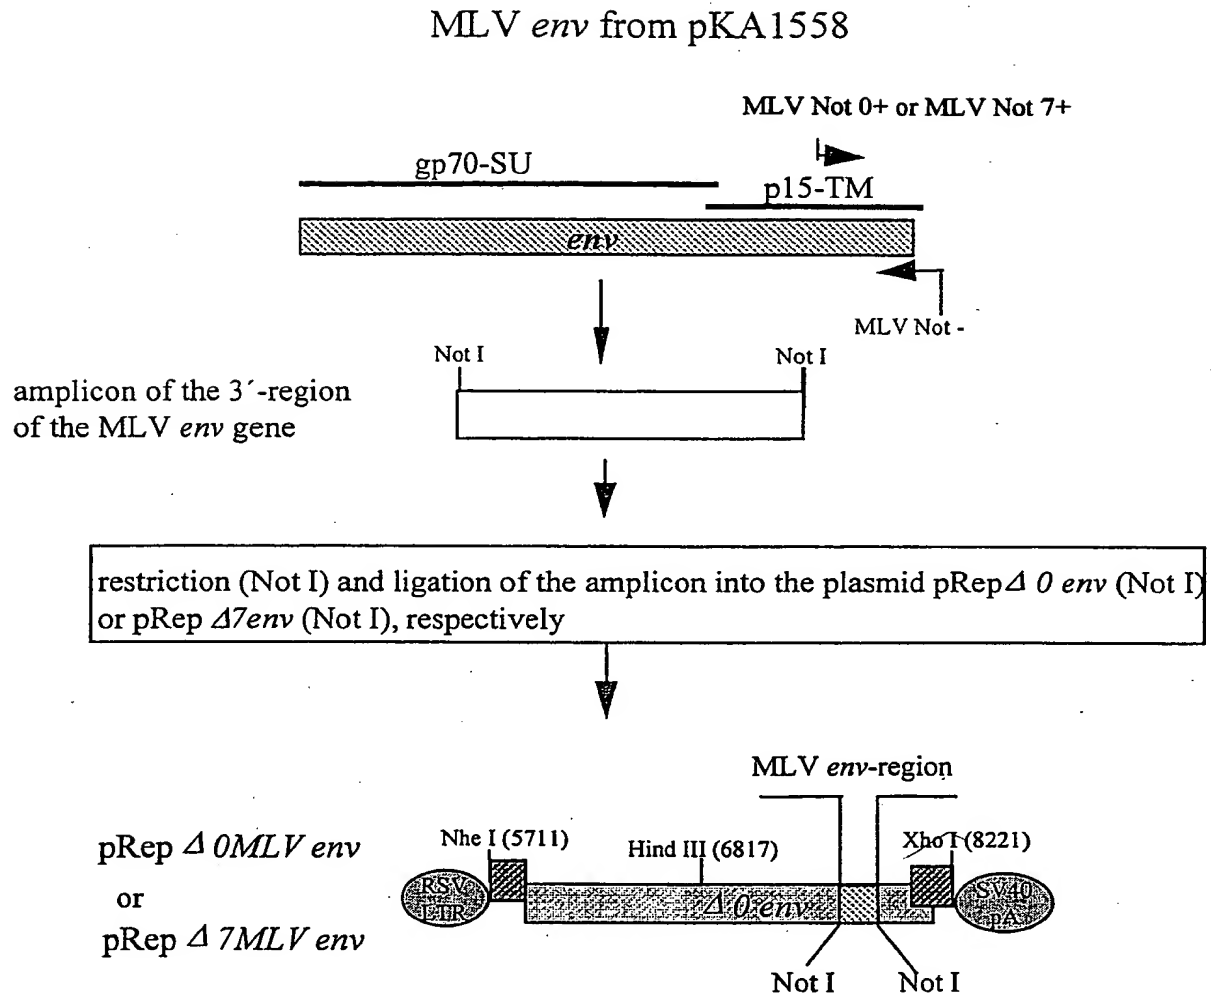 MLV env from pKA1558
MLV Not 0+ or MLV Not 7+
gp70-SU
p15-TM
env
MLV Not -
Not I
Not I
amplicon of the 3´-region
of the MLV env gene
restriction (Not I) and ligation of the amplicon into the plasmid pRepΔ 0 env (Not I)
or pRep Δ7env (Not I), respectively
MLV env-region
pRep Δ 0MLV env
or
pRep Δ 7MLV env
Nhe I (5711)
Hind III (6817)
Xho I (8221)
RSV
LTR
Δ 0 env
SV40
pA
Not I
Not I